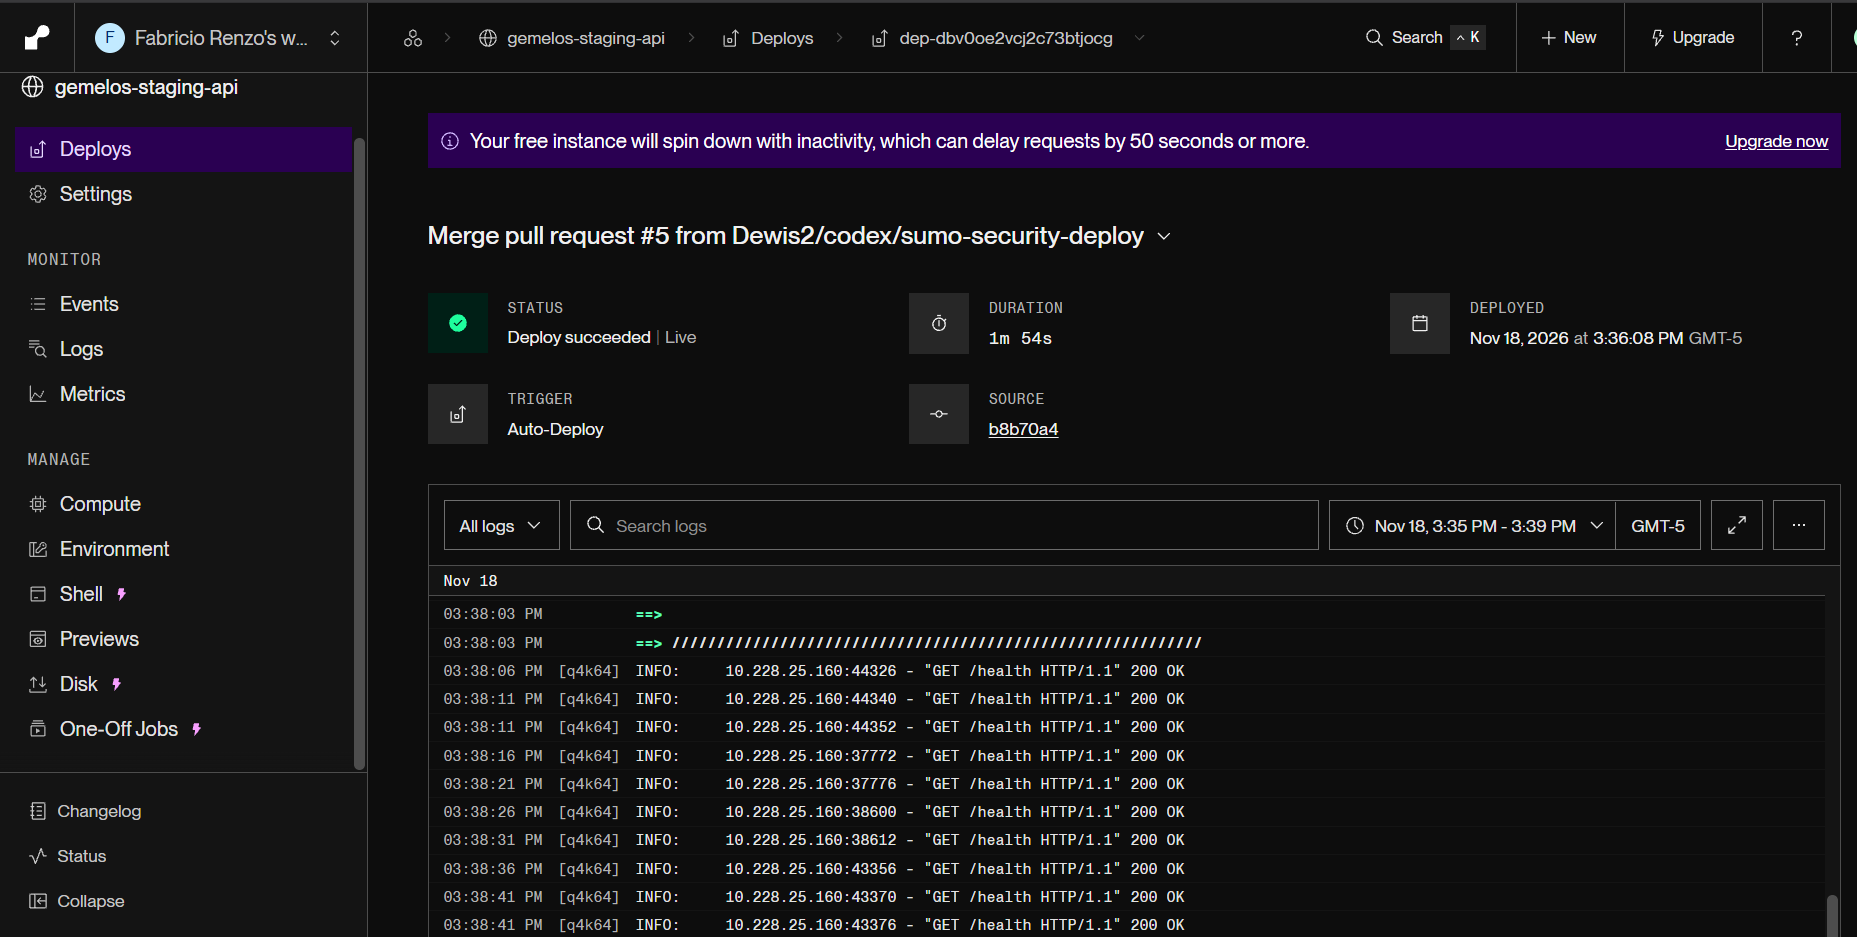 F Fabricio Renzo's w...
gemelos-staging-api
Deploys
dep-dbv0oe2vcj2c73btjocg
Search ^ K
+ New
Upgrade
?
gemelos-staging-api
Deploys
Settings
MONITOR
Events
Logs
Metrics
MANAGE
Compute
Environment
Shell
Previews
Disk
One-Off Jobs
Changelog
Status
Collapse
Your free instance will spin down with inactivity, which can delay requests by 50 seconds or more.
Upgrade now
Merge pull request #5 from Dewis2/codex/sumo-security-deploy
STATUS
Deploy succeeded | Live
DURATION
1m 54s
DEPLOYED
Nov 18, 2026 at 3:36:08 PM GMT-5
TRIGGER
Auto-Deploy
SOURCE
b8b70a4
All logs
Search logs
Nov 18, 3:35 PM - 3:39 PM
GMT-5
...
Nov 18
03:38:03 PM ==>
03:38:03 PM ==> ///////////////////////////////////////////////////////////
03:38:06 PM [q4k64] INFO: 10.228.25.160:44326 - "GET /health HTTP/1.1" 200 OK
03:38:11 PM [q4k64] INFO: 10.228.25.160:44340 - "GET /health HTTP/1.1" 200 OK
03:38:11 PM [q4k64] INFO: 10.228.25.160:44352 - "GET /health HTTP/1.1" 200 OK
03:38:16 PM [q4k64] INFO: 10.228.25.160:37772 - "GET /health HTTP/1.1" 200 OK
03:38:21 PM [q4k64] INFO: 10.228.25.160:37776 - "GET /health HTTP/1.1" 200 OK
03:38:26 PM [q4k64] INFO: 10.228.25.160:38600 - "GET /health HTTP/1.1" 200 OK
03:38:31 PM [q4k64] INFO: 10.228.25.160:38612 - "GET /health HTTP/1.1" 200 OK
03:38:36 PM [q4k64] INFO: 10.228.25.160:43356 - "GET /health HTTP/1.1" 200 OK
03:38:41 PM [q4k64] INFO: 10.228.25.160:43370 - "GET /health HTTP/1.1" 200 OK
03:38:41 PM [q4k64] INFO: 10.228.25.160:43376 - "GET /health HTTP/1.1" 200 OK